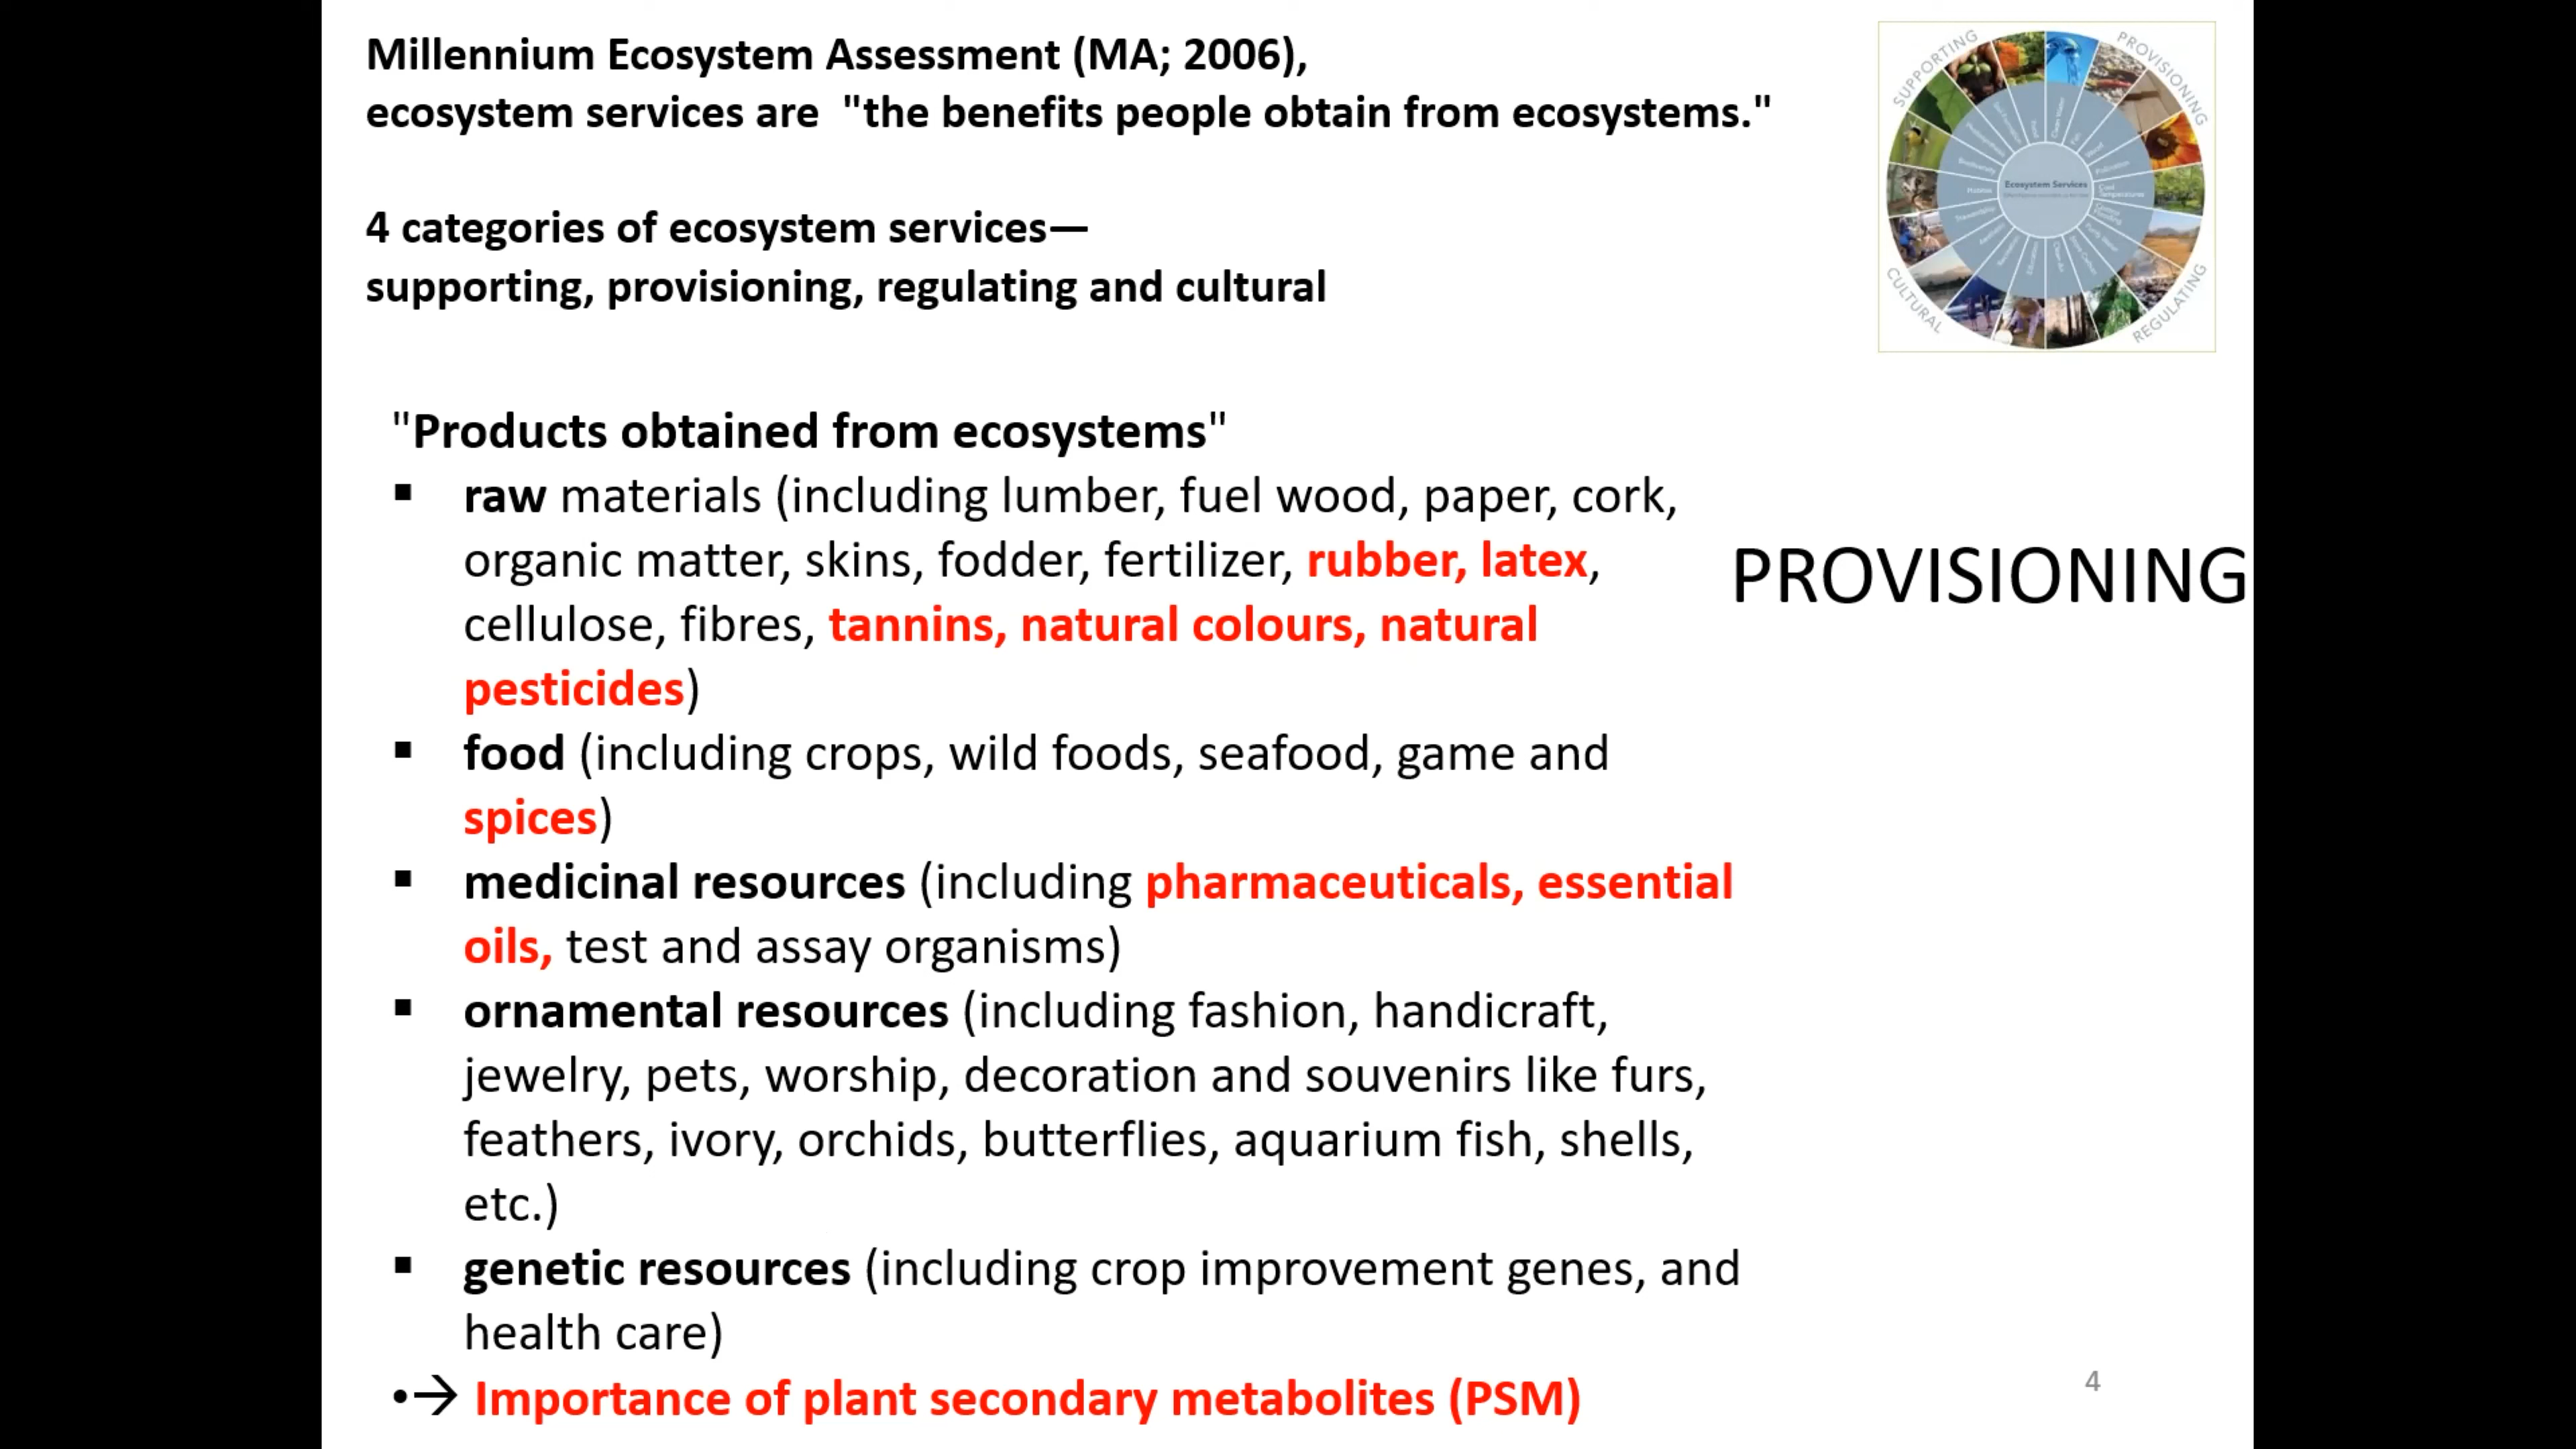 Millennium Ecosystem Assessment (MA; 2006),
ecosystem services are "the benefits people obtain from ecosystems."
4 categories of ecosystem services—
supporting, provisioning, regulating and cultural
SUPPORTING
PROVISIONING
CULTURAL
REGULATING
Ecosystem Services
"Products obtained from ecosystems"
▪ raw materials (including lumber, fuel wood, paper, cork,
organic matter, skins, fodder, fertilizer, rubber, latex,
cellulose, fibres, tannins, natural colours, natural
pesticides)
▪ food (including crops, wild foods, seafood, game and
spices)
▪ medicinal resources (including pharmaceuticals, essential
oils, test and assay organisms)
▪ ornamental resources (including fashion, handicraft,
jewelry, pets, worship, decoration and souvenirs like furs,
feathers, ivory, orchids, butterflies, aquarium fish, shells,
etc.)
▪ genetic resources (including crop improvement genes, and
health care)
•→ Importance of plant secondary metabolites (PSM)
PROVISIONING
4